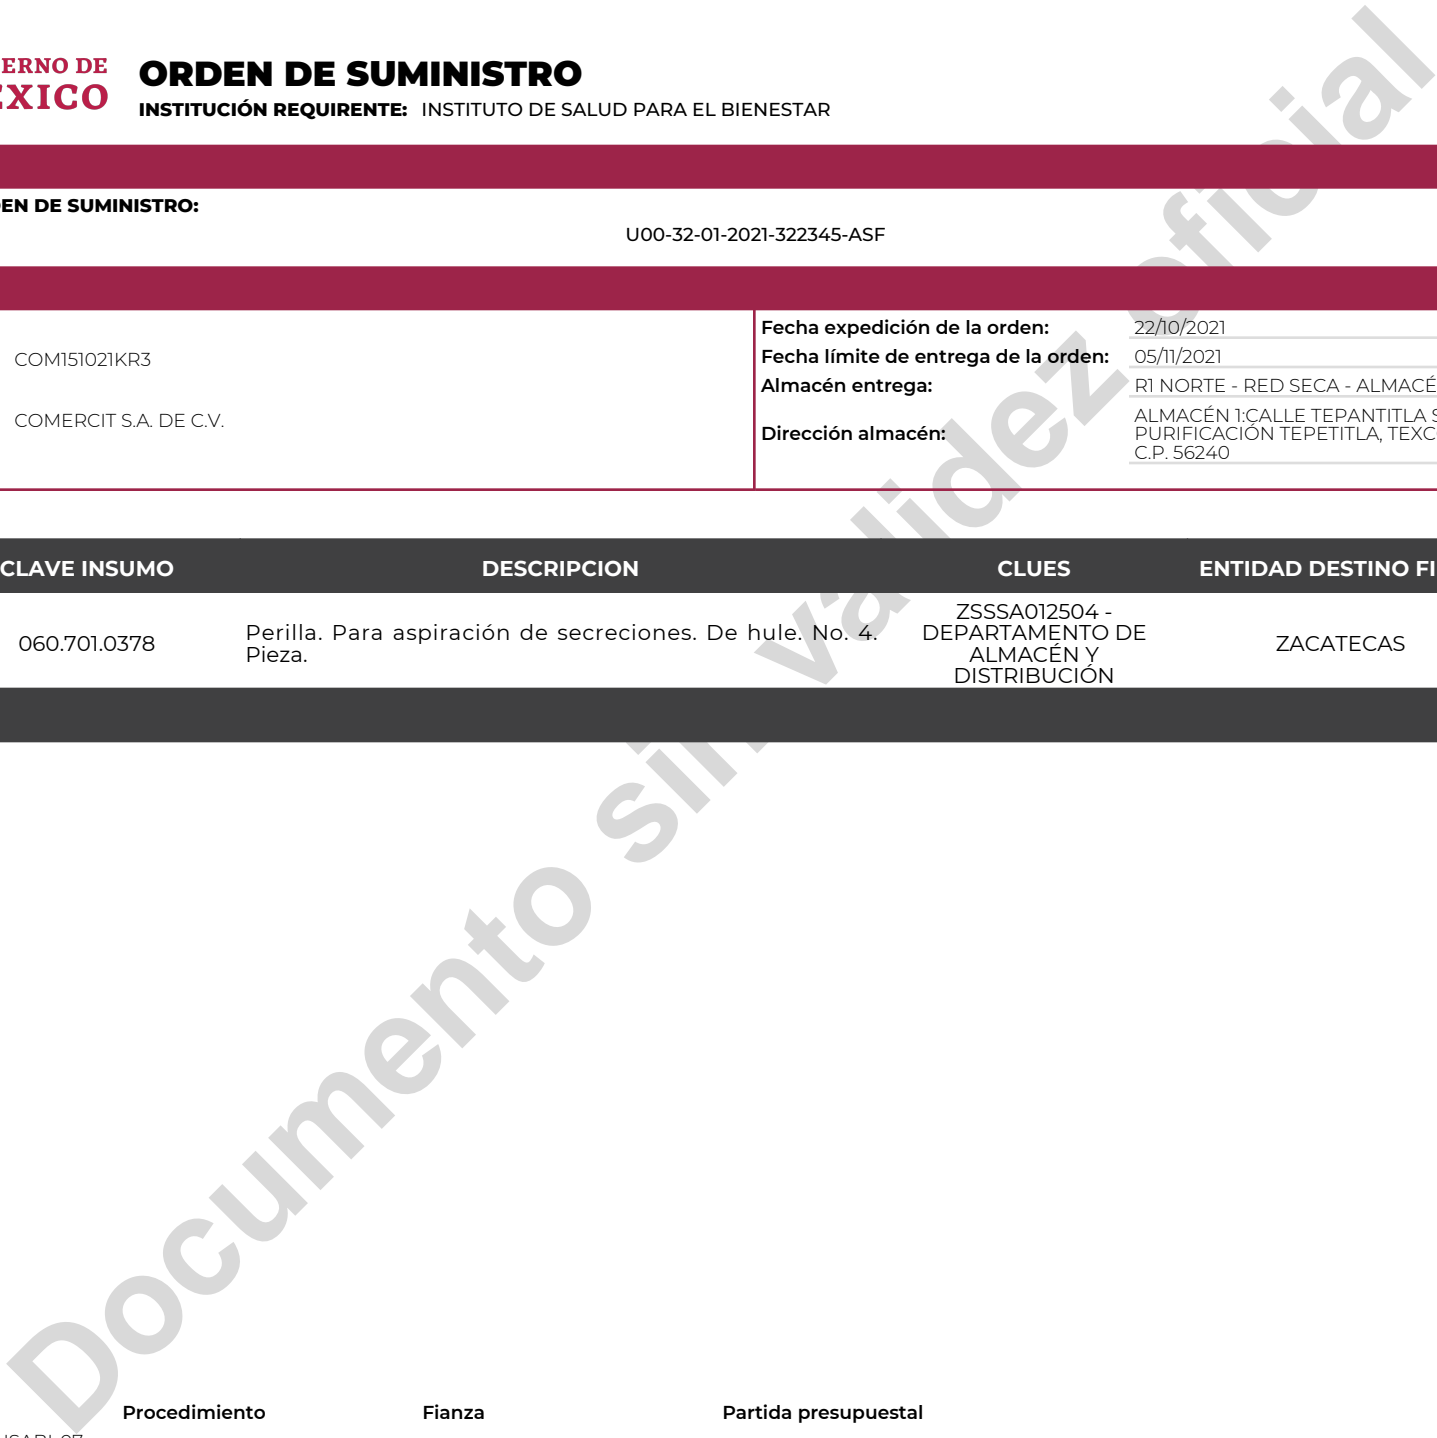 ERNO DE
EXICO
ORDEN DE SUMINISTRO
INSTITUCIÓN REQUIRENTE: INSTITUTO DE SALUD PARA EL BIENESTAR
EN DE SUMINISTRO:
U00-32-01-2021-322345-ASF
COM151021KR3
COMERCIT S.A. DE C.V.
Fecha expedición de la orden: 22/10/2021
Fecha límite de entrega de la orden: 05/11/2021
Almacén entrega: R1 NORTE - RED SECA - ALMACÉ
Dirección almacén:
ALMACÉN 1:CALLE TEPANTITLA S
PURIFICACIÓN TEPETITLA, TEXC
C.P. 56240
CLAVE INSUMO DESCRIPCION CLUES ENTIDAD DESTINO FI
060.701.0378
Perilla. Para aspiración de secreciones. De hule. No. 4.
Pieza.
ZSSSA012504 -
DEPARTAMENTO DE
ALMACÉN Y
DISTRIBUCIÓN
ZACATECAS
Documento sin validez oficial
Procedimiento Fianza Partida presupuestal